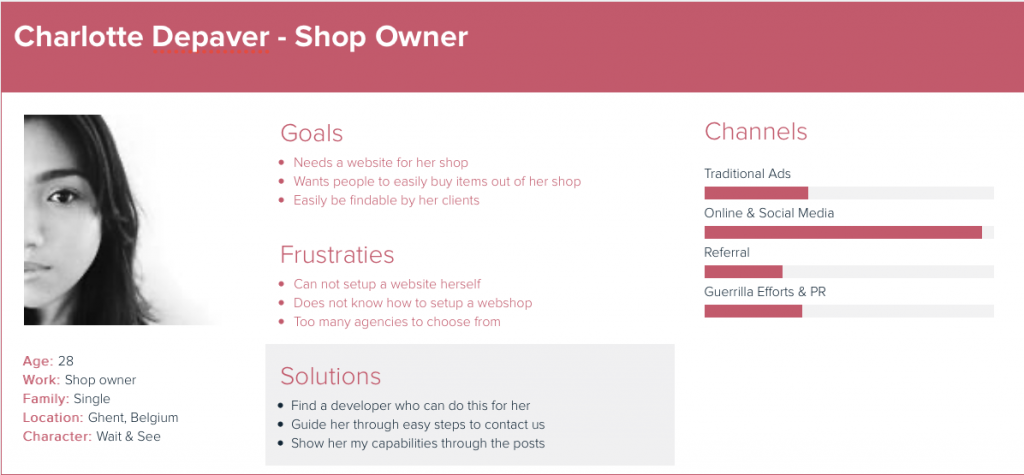 Charlotte Depaver - Shop Owner
Goals
• Needs a website for her shop
• Wants people to easily buy items out of her shop
• Easily be findable by her clients
Frustraties
• Can not setup a website herself
• Does not know how to setup a webshop
• Too many agencies to choose from
Solutions
• Find a developer who can do this for her
• Guide her through easy steps to contact us
• Show her my capabilities through the posts
Age: 28
Work: Shop owner
Family: Single
Location: Ghent, Belgium
Character: Wait & See
Channels
Traditional Ads
Online & Social Media
Referral
Guerrilla Efforts & PR